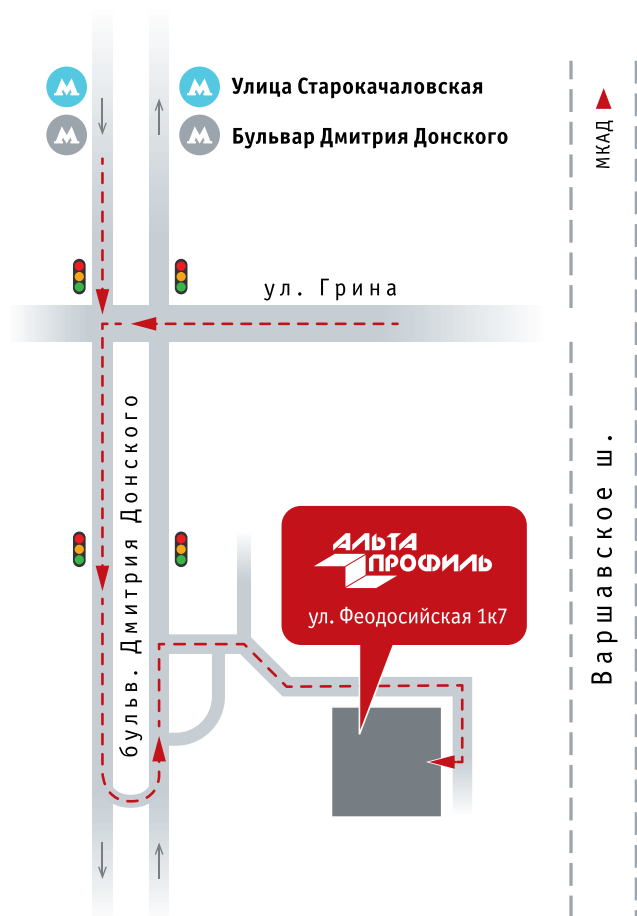 М М Улица Старокачаловская
М М Бульвар Дмитрия Донского
МКАД
ул. Грина
бульв. Дмитрия Донского
Варшавское ш.
АЛЬТА
ПРОФИЛЬ
ул. Феодосийская 1к7